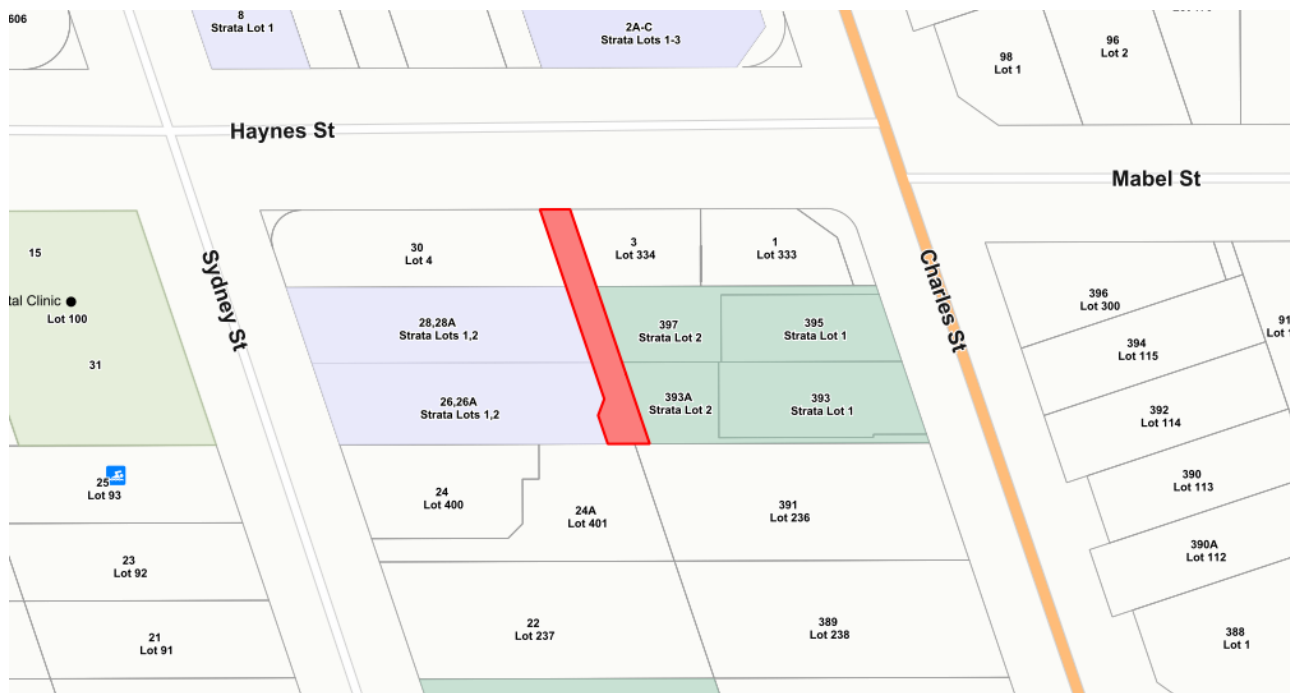 606
8
Strata Lot 1
2A-C
Strata Lots 1-3
98
Lot 1
96
Lot 2
Haynes St
Mabel St
Sydney St
Charles St
15
tal Clinic
Lot 100
31
30
Lot 4
3
Lot 334
1
Lot 333
28,28A
Strata Lots 1,2
397
Strata Lot 2
395
Strata Lot 1
26,26A
Strata Lots 1,2
393A
Strata Lot 2
393
Strata Lot 1
396
Lot 300
394
Lot 115
392
Lot 114
390
Lot 113
390A
Lot 112
388
Lot 1
91
Lot 1
25
Lot 93
24
Lot 400
24A
Lot 401
391
Lot 236
23
Lot 92
21
Lot 91
22
Lot 237
389
Lot 238